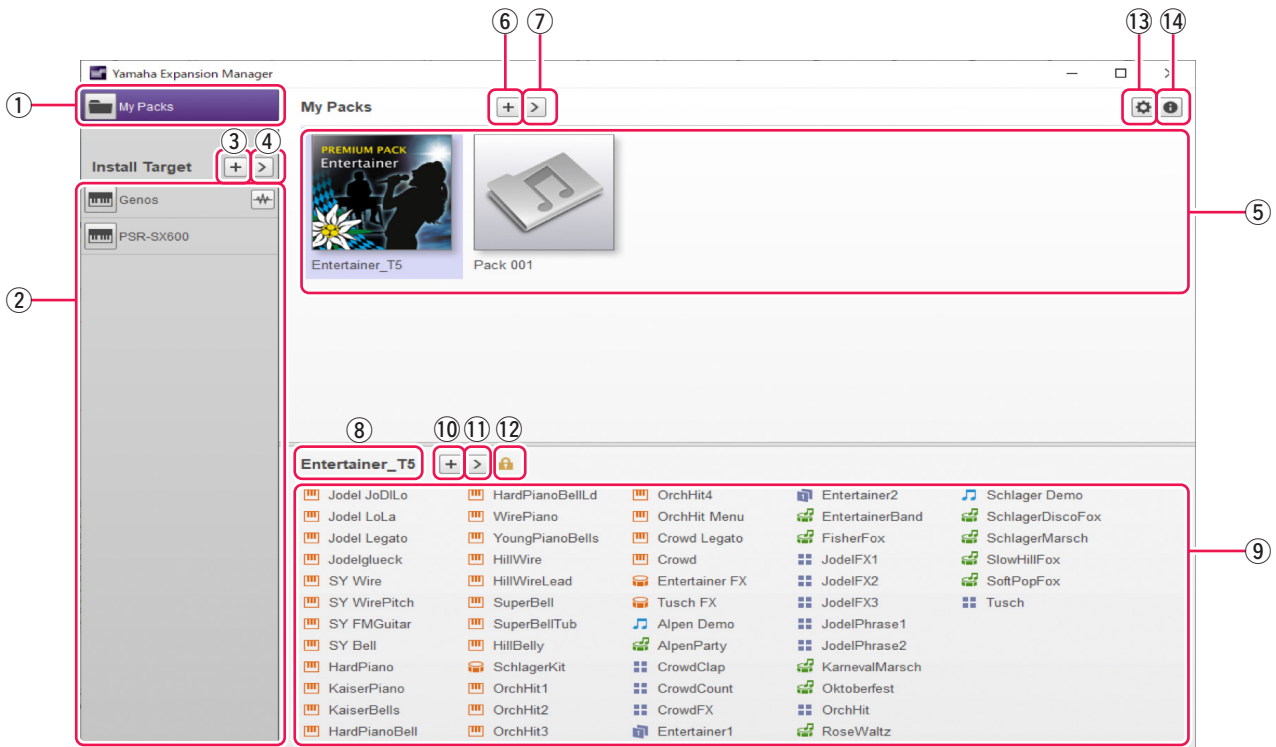 ⑥ ⑦ ⑬ ⑭
Yamaha Expansion Manager
① My Packs
My Packs
③ ④
Install Target
Genos
PSR-SX600
②
PREMIUM PACK
Entertainer
Entertainer_T5
Pack 001
⑤
⑧ ⑩ ⑪ ⑫
Entertainer_T5
Jodel JoDlLo HardPianoBellLd OrchHit4 Entertainer2 Schlager Demo
Jodel LoLa WirePiano OrchHit Menu EntertainerBand SchlagerDiscoFox
Jodel Legato YoungPianoBells Crowd Legato FisherFox SchlagerMarsch
Jodelglueck HillWire Crowd JodelFX1 SlowHillFox
SY Wire HillWireLead Entertainer FX JodelFX2 SoftPopFox
SY WirePitch SuperBell Tusch FX JodelFX3 Tusch
SY FMGuitar SuperBellTub Alpen Demo JodelPhrase1
SY Bell HillBelly AlpenParty JodelPhrase2
HardPiano SchlagerKit CrowdClap KarnevalMarsch
KaiserPiano OrchHit1 CrowdCount Oktoberfest
KaiserBells OrchHit2 CrowdFX OrchHit
HardPianoBell OrchHit3 Entertainer1 RoseWaltz
⑨